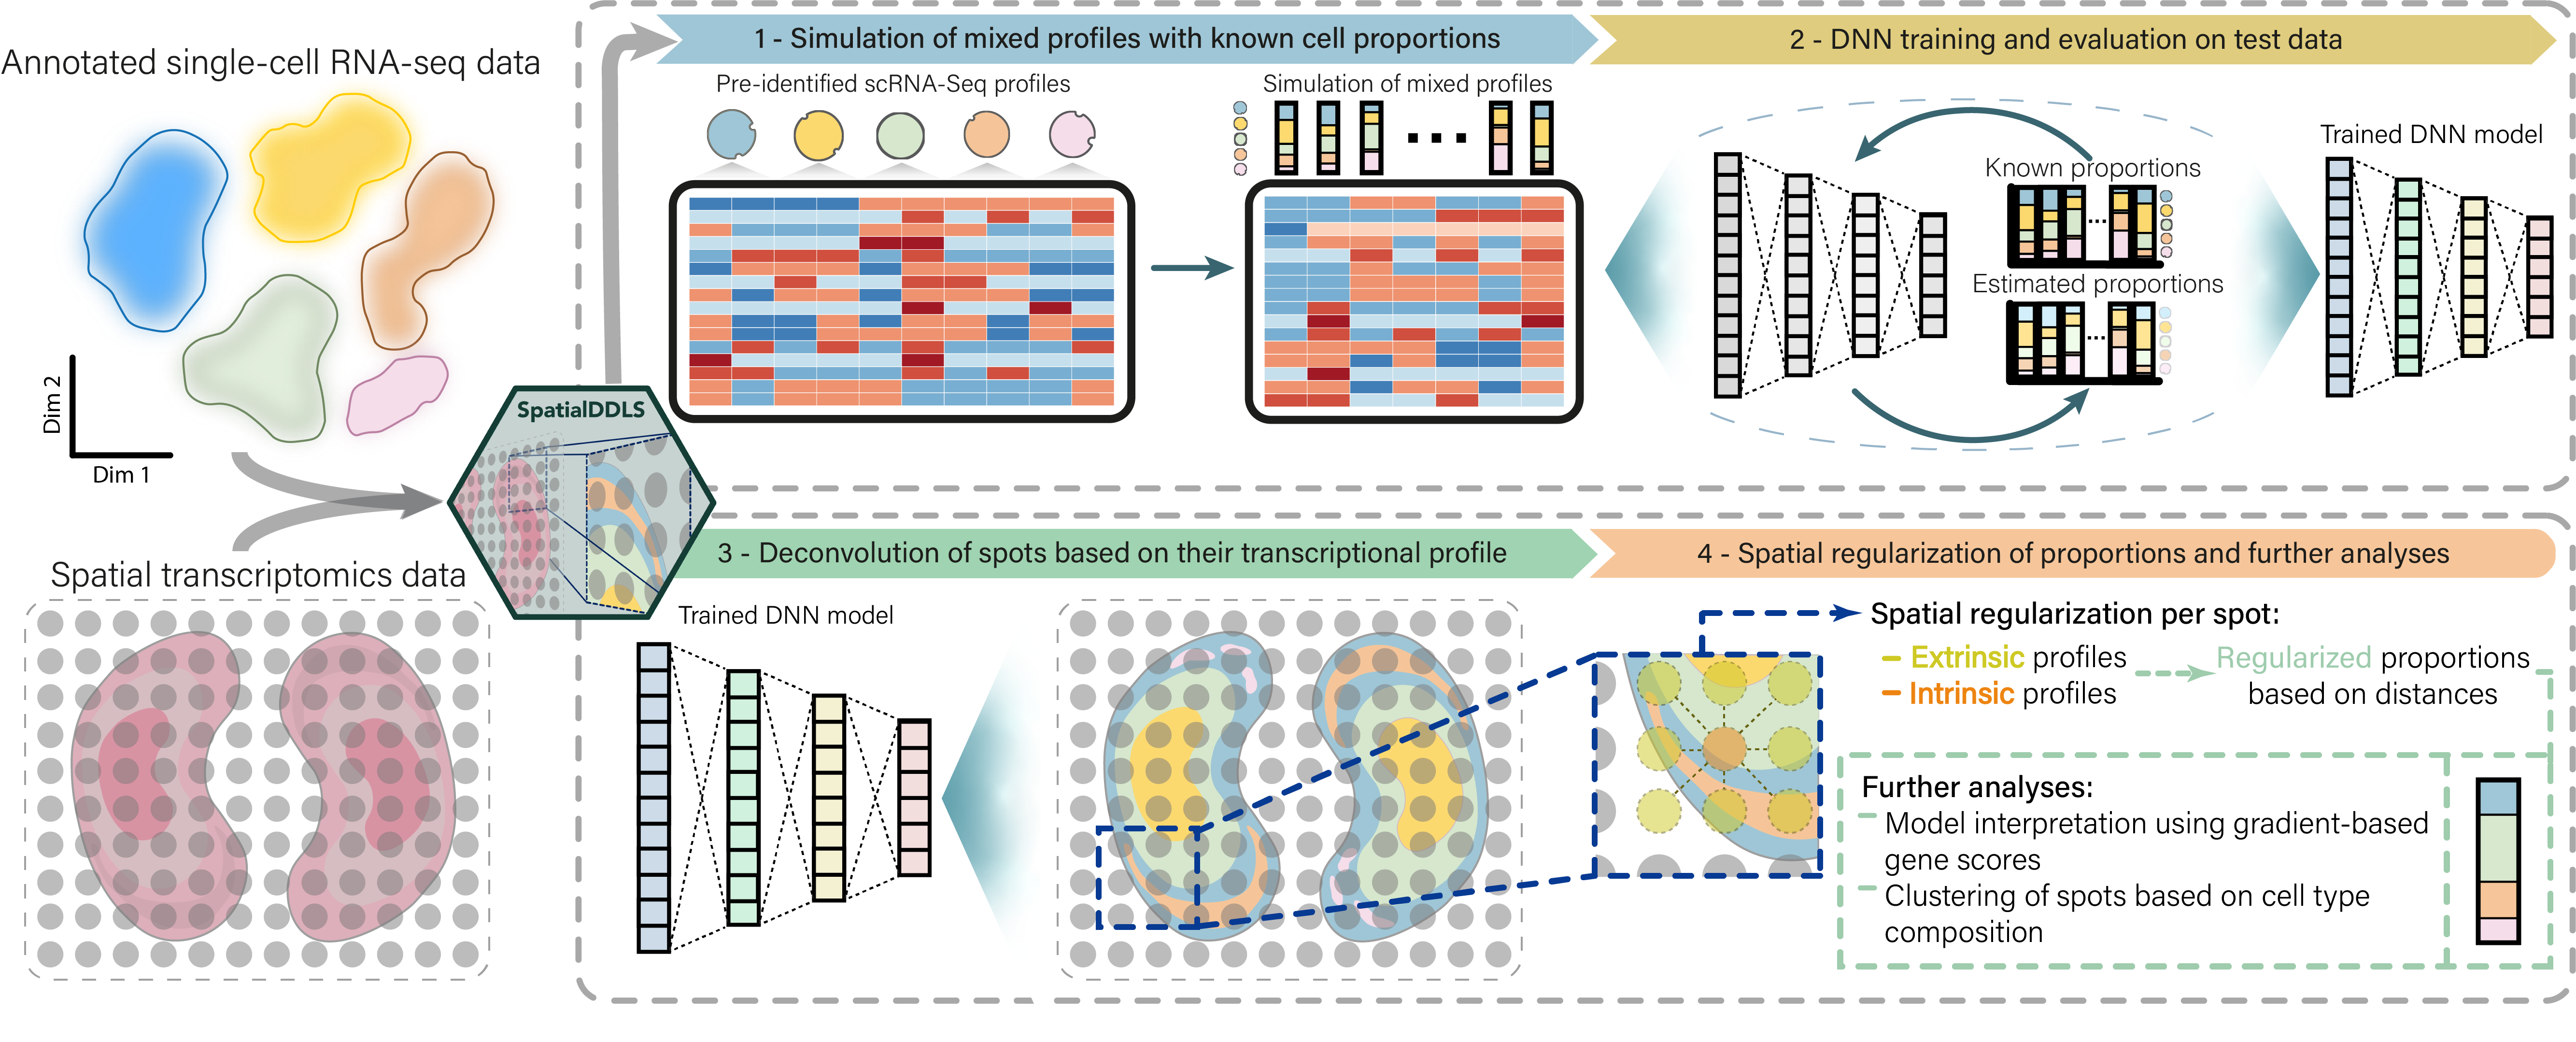 Annotated single-cell RNA-seq data
Dim 2
Dim 1
Spatial transcriptomics data
SpatialDDLS
1 - Simulation of mixed profiles with known cell proportions
Pre-identified scRNA-Seq profiles
Simulation of mixed profiles
2 - DNN training and evaluation on test data
Known proportions
Estimated proportions
Trained DNN model
3 - Deconvolution of spots based on their transcriptional profile
Trained DNN model
4 - Spatial regularization of proportions and further analyses
Spatial regularization per spot:
– Extrinsic profiles
– Intrinsic profiles
Regularized proportions
based on distances
Further analyses:
– Model interpretation using gradient-based
gene scores
– Clustering of spots based on cell type
composition